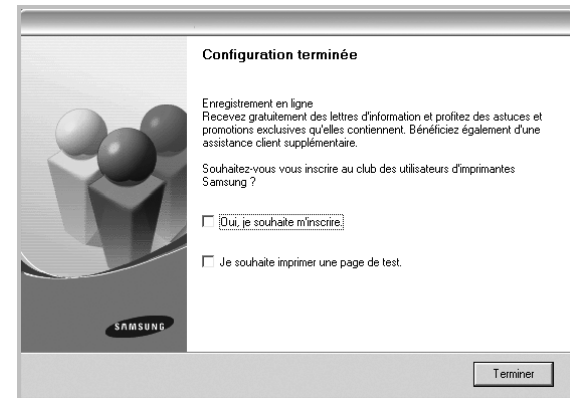 Configuration terminée
Enregistrement en ligne
Recevez gratuitement des lettres d'information et profitez des astuces et
promotions exclusives qu'elles contiennent. Bénéficiez également d'une
assistance client supplémentaire.
Souhaitez-vous vous inscrire au club des utilisateurs d'imprimantes
Samsung ?
Oui, je souhaite m'inscrire.
Je souhaite imprimer une page de test.
SAMSUNG
Terminer